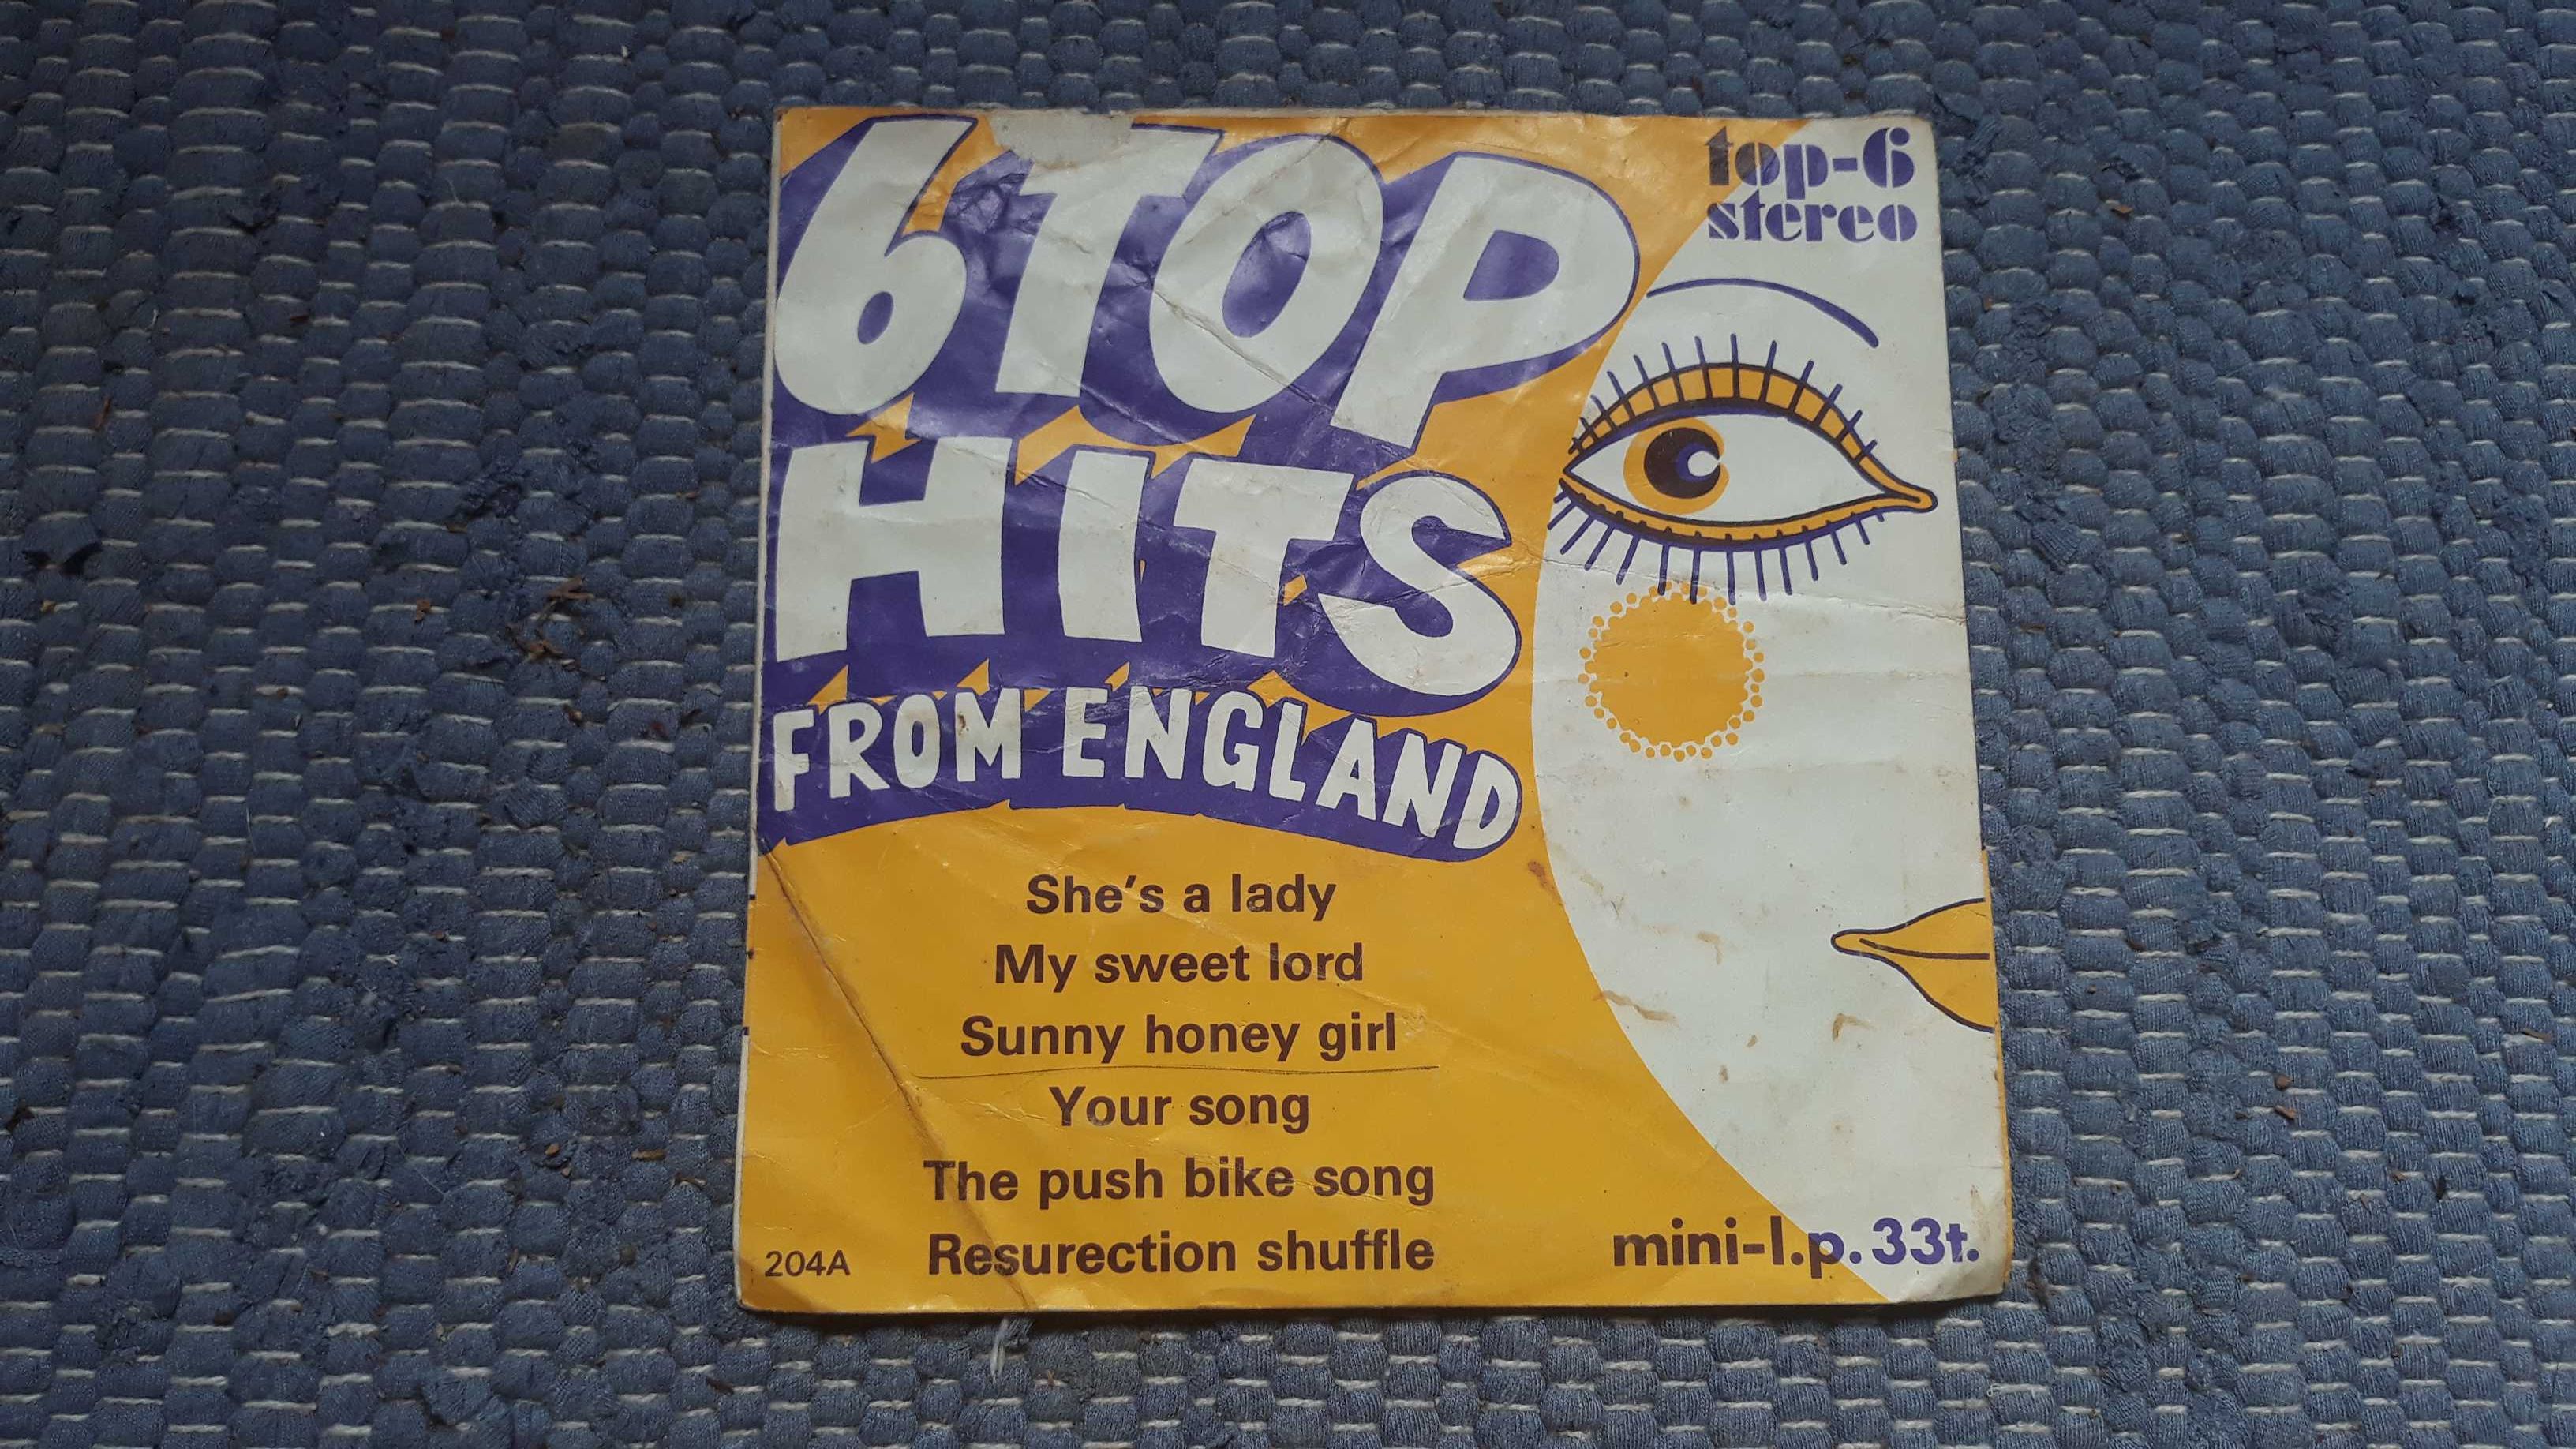 6 TOP
HITS
FROM ENGLAND
top-6
stereo
She's a lady
My sweet lord
Sunny honey girl
Your song
The push bike song
Resurection shuffle
204A
mini-l.p. 33t.